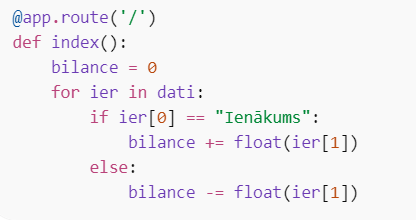 @app.route('/')
def index():
    bilance = 0
    for ier in dati:
        if ier[0] == "Ienākums":
            bilance += float(ier[1])
        else:
            bilance -= float(ier[1])